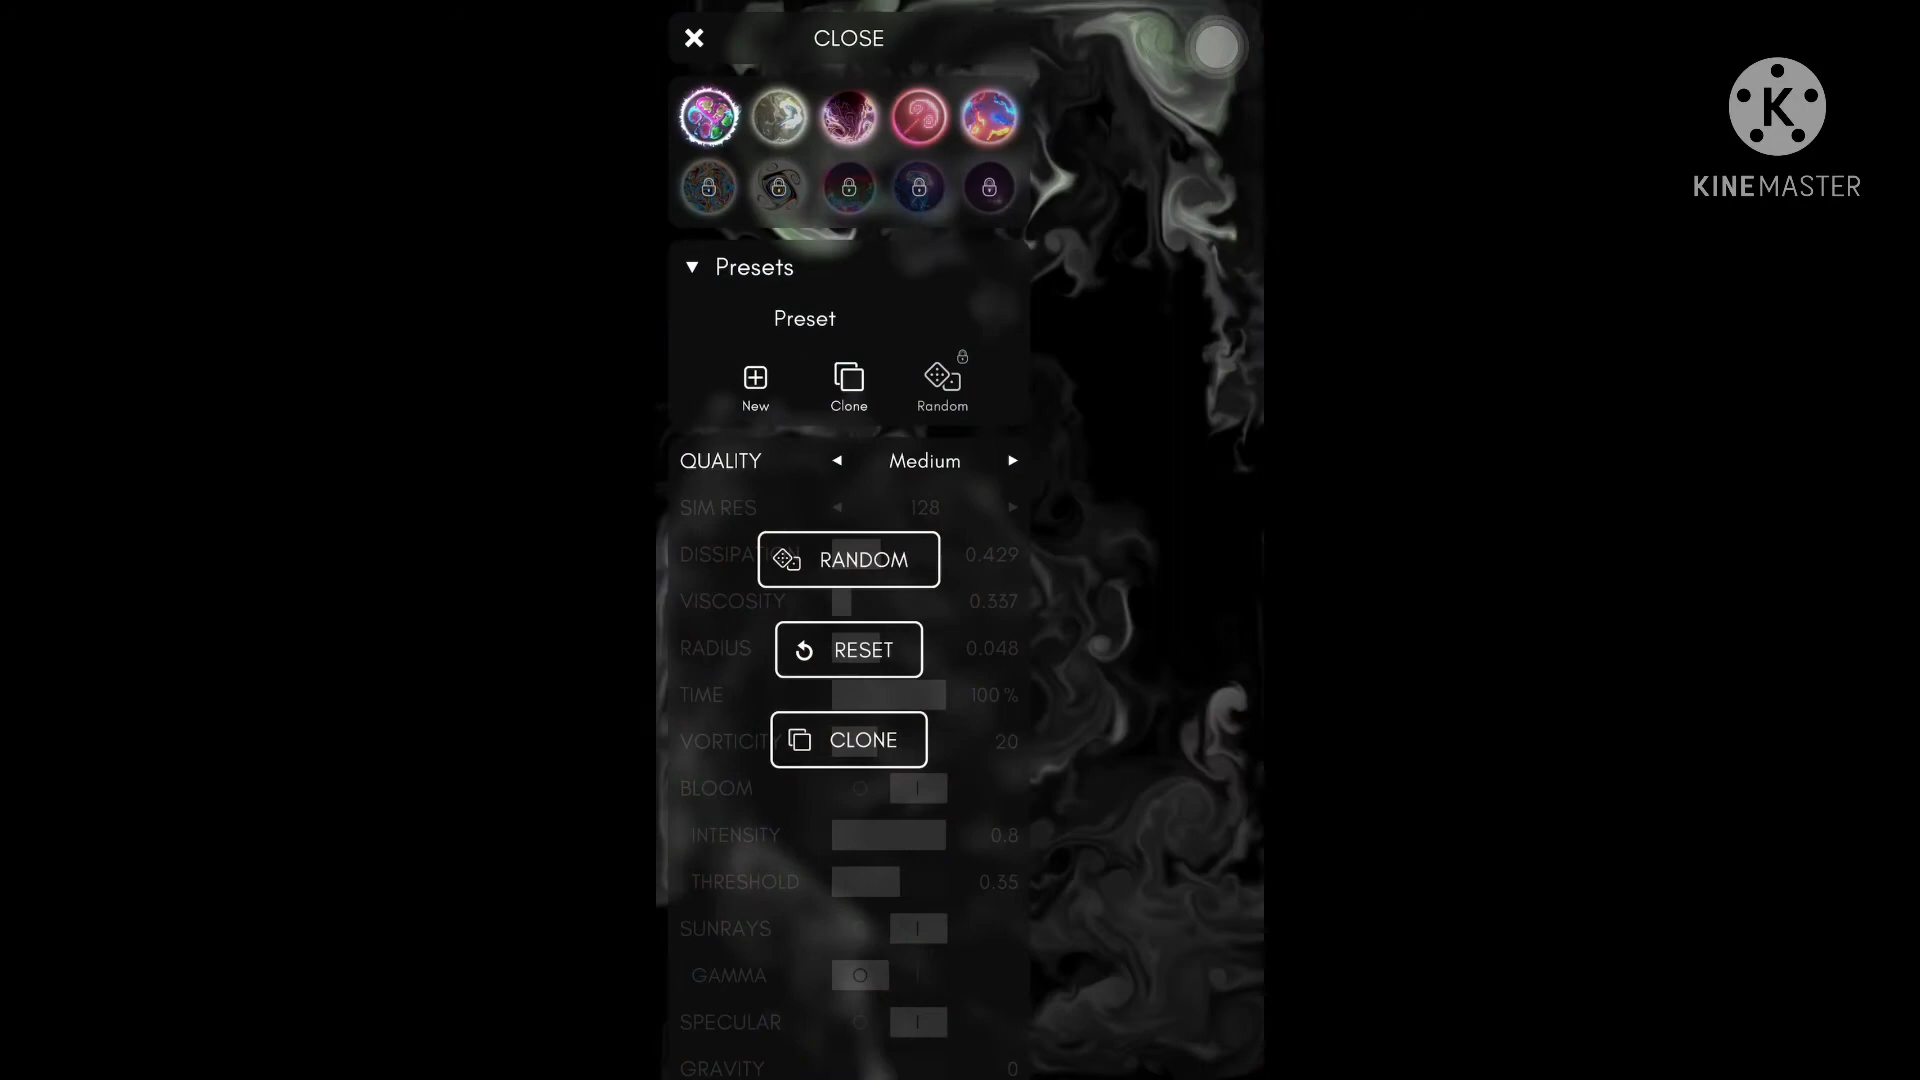 CLOSE
KINEMASTER
Presets
Preset
New Clone Random
QUALITY Medium
SIM RES 128
DISSIPATION 0.429
RANDOM
VISCOSITY 0.337
RADIUS 0.048
RESET
TIME 100 %
VORTICITY 20
CLONE
BLOOM
INTENSITY 0.8
THRESHOLD 0.35
SUNRAYS
GAMMA
SPECULAR
GRAVITY 0